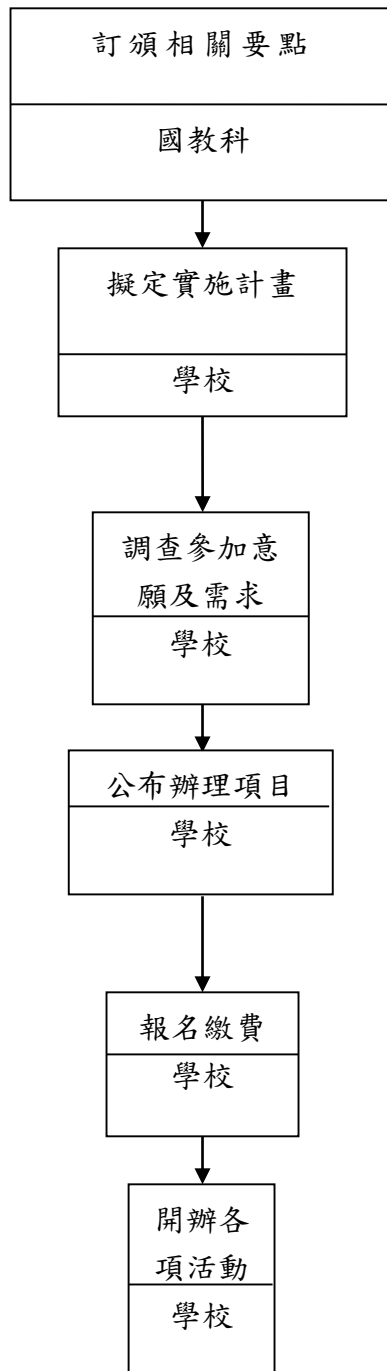 訂頒相關要點
國教科
擬定實施計畫
學校
調查參加意
願及需求
學校
公布辦理項目
學校
報名繳費
學校
開辦各
項活動
學校